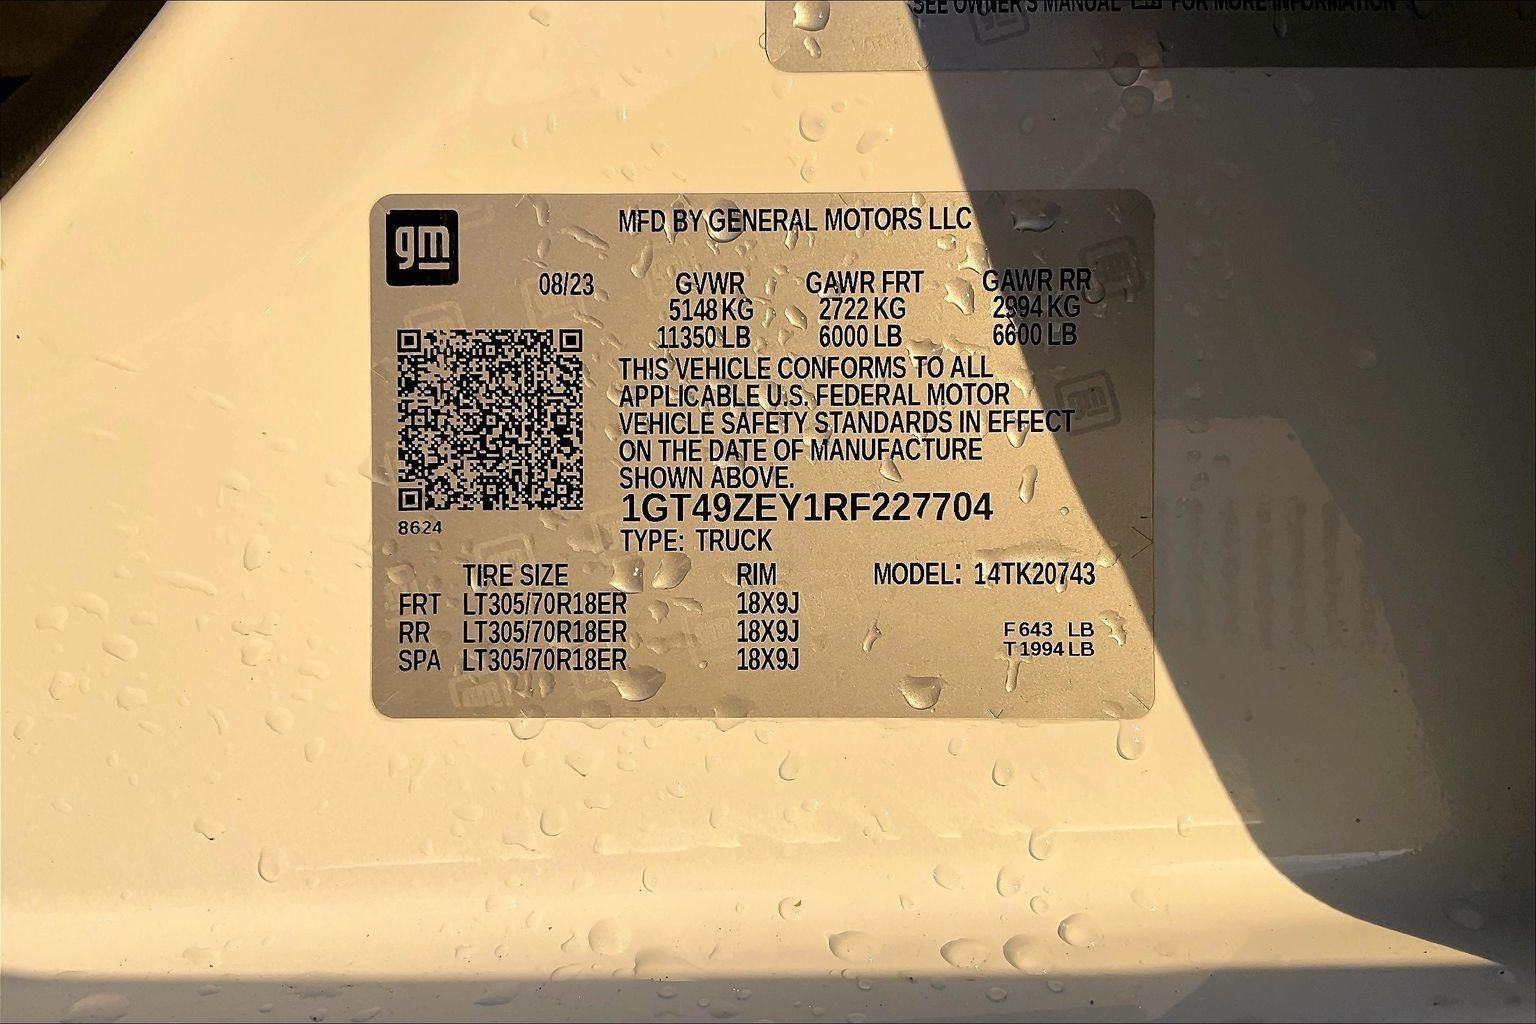 SEE OWNER'S MANUAL FOR MORE INFORMATION
gm
MFD BY GENERAL MOTORS LLC
08/23 GVWR GAWR FRT GAWR RR
5148 KG 2722 KG 2994 KG
11350 LB 6000 LB 6600 LB
THIS VEHICLE CONFORMS TO ALL
APPLICABLE U.S. FEDERAL MOTOR
VEHICLE SAFETY STANDARDS IN EFFECT
ON THE DATE OF MANUFACTURE
SHOWN ABOVE.
1GT49ZEY1RF227704
8624
TYPE: TRUCK
TIRE SIZE RIM MODEL: 14TK20743
FRT LT305/70R18ER 18X9J
RR LT305/70R18ER 18X9J
SPA LT305/70R18ER 18X9J
F 643 LB
T 1994 LB